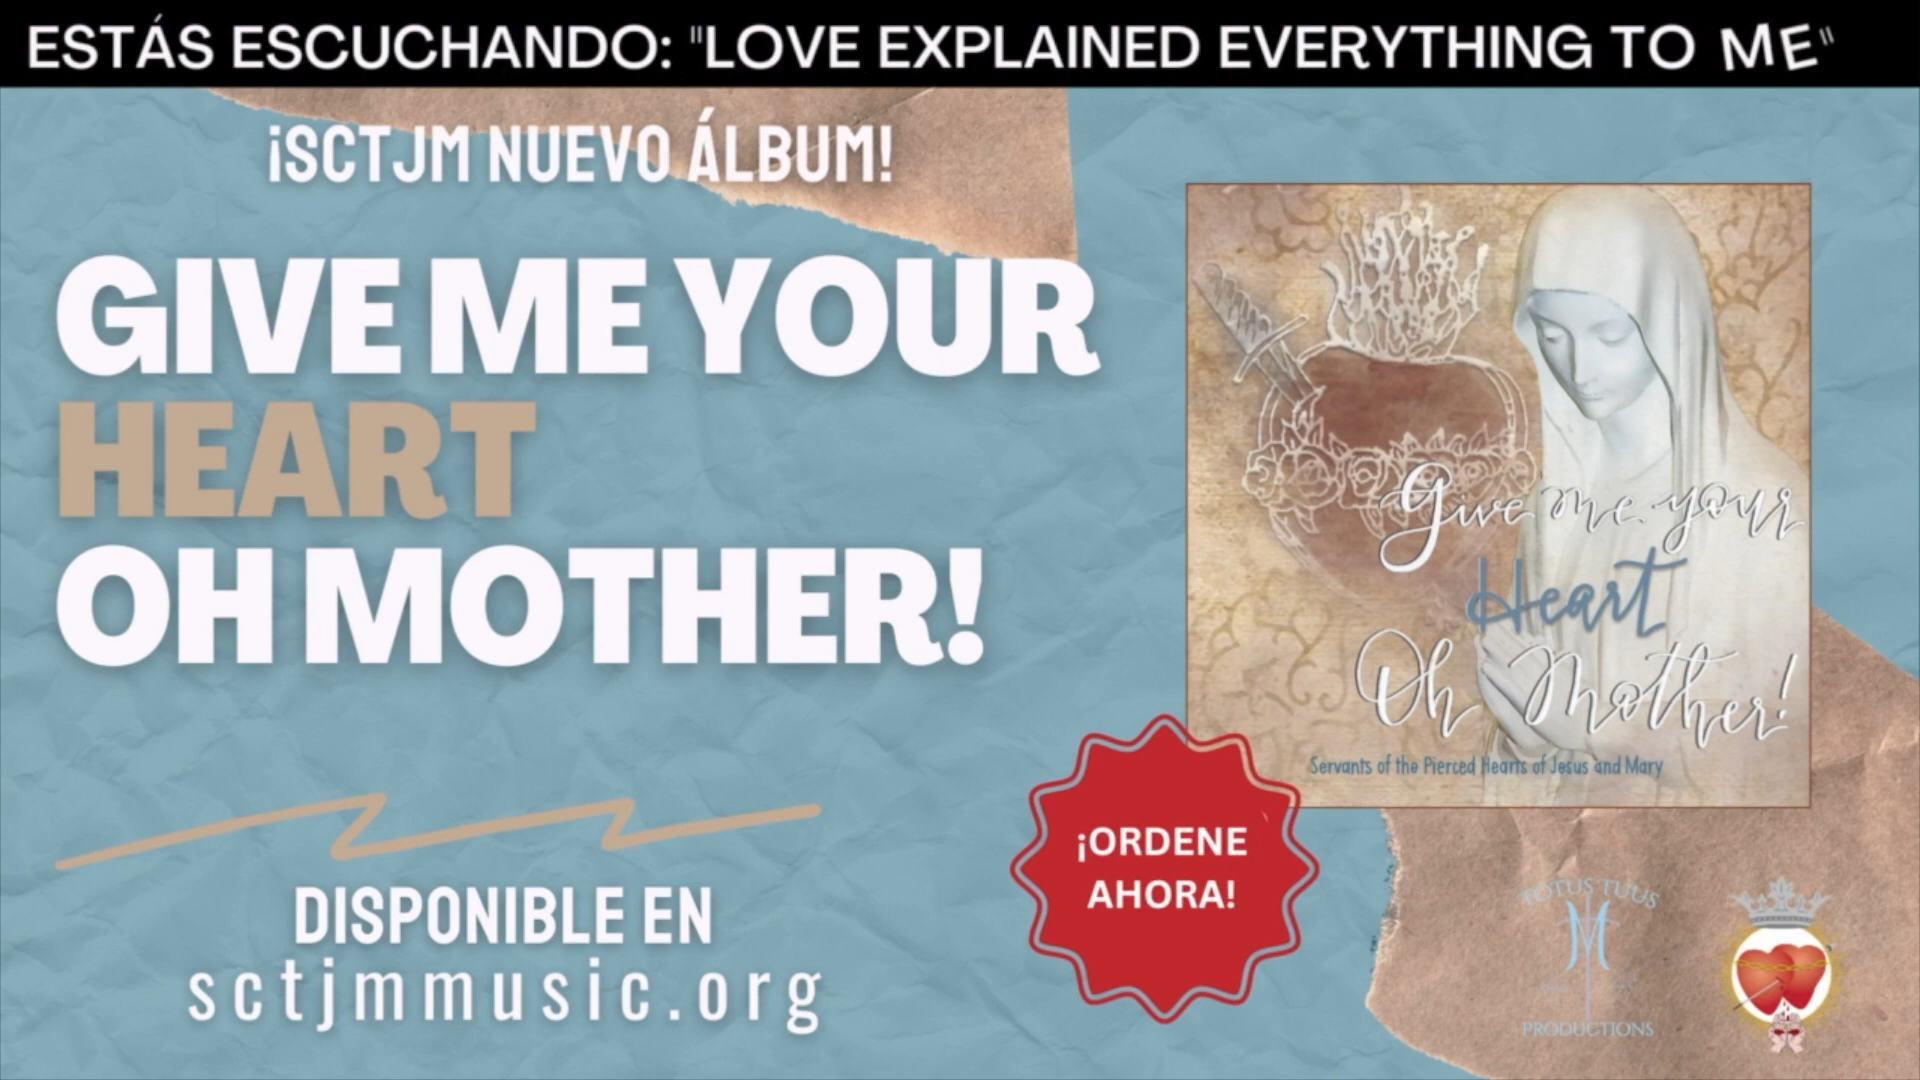 ESTÁS ESCUCHANDO: "LOVE EXPLAINED EVERYTHING TO ME"
¡SCTJM NUEVO ÁLBUM!
GIVE ME YOUR
HEART
OH MOTHER!
DISPONIBLE EN
sctjmmusic.org
Give me your
Heart
Oh Mother!
Servants of the Pierced Hearts of Jesus and Mary
¡ORDENE
AHORA!
TOTUS TUUS
PRODUCTIONS